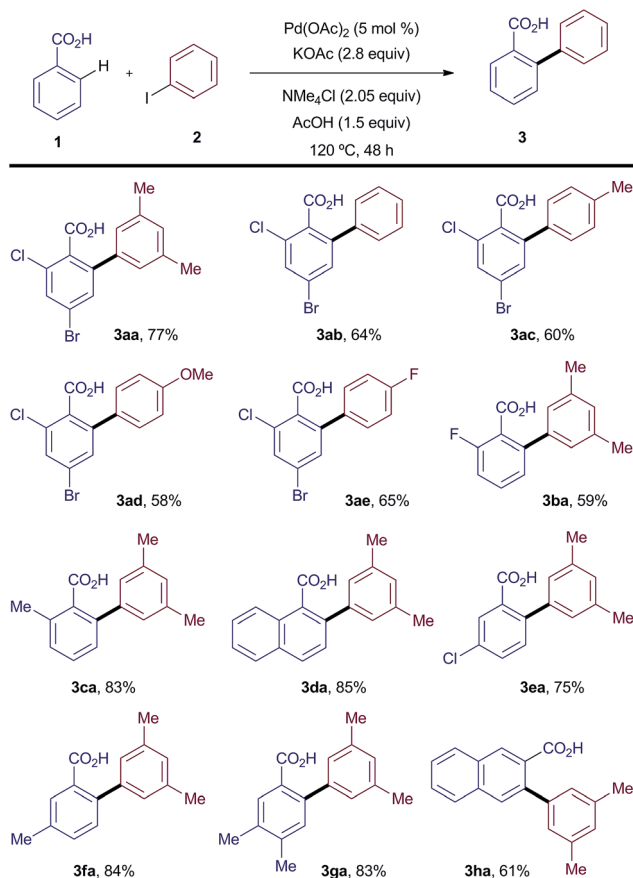 CO₂H
H
1
+
I
2
Pd(OAc)₂ (5 mol %)
KOAc (2.8 equiv)
NMe₄Cl (2.05 equiv)
AcOH (1.5 equiv)
120 ºC, 48 h
CO₂H
3
Me
CO₂H
Cl
Me
Br
3aa, 77%
CO₂H
Cl
Br
3ab, 64%
Me
CO₂H
Cl
Br
3ac, 60%
OMe
CO₂H
Cl
Br
3ad, 58%
F
CO₂H
Cl
Br
3ae, 65%
Me
CO₂H
F
Me
3ba, 59%
Me
CO₂H
Me
Me
3ca, 83%
Me
CO₂H
Me
3da, 85%
Me
CO₂H
Me
Cl
3ea, 75%
Me
CO₂H
Me
Me
3fa, 84%
Me
CO₂H
Me
Me
Me
3ga, 83%
CO₂H
Me
Me
3ha, 61%